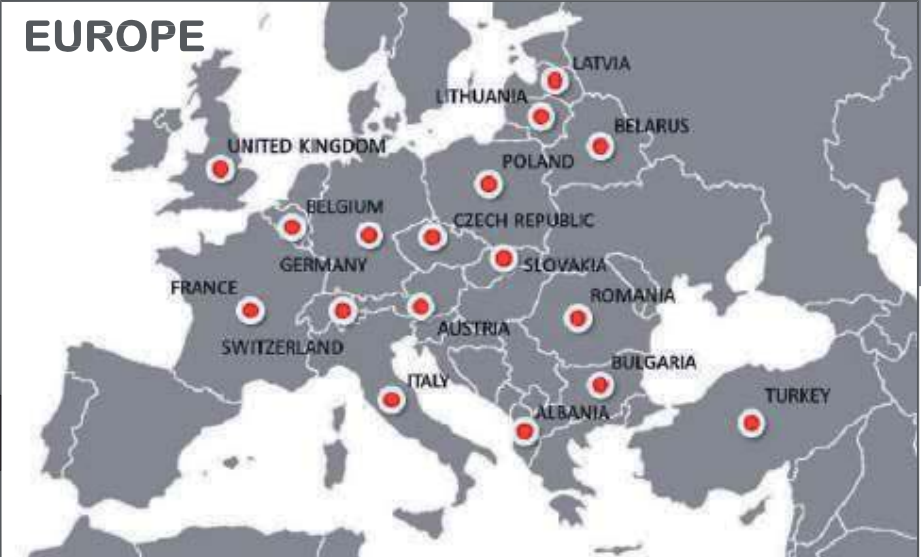 EUROPE
LATVIA
LITHUANIA
BELARUS
UNITED KINGDOM
POLAND
BELGIUM
CZECH REPUBLIC
GERMANY
SLOVAKIA
FRANCE
ROMANIA
AUSTRIA
SWITZERLAND
BULGARIA
ITALY
TURKEY
ALBANIA